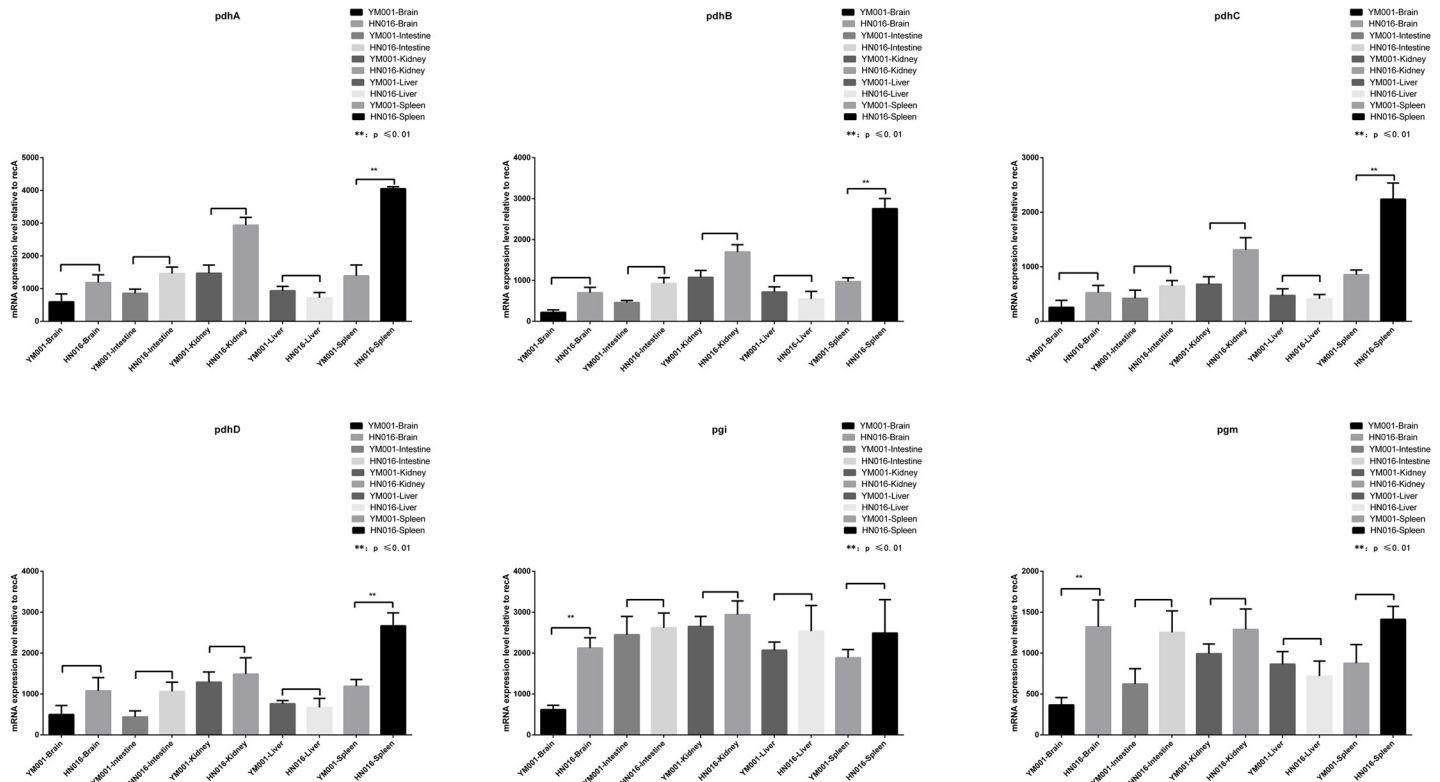 pdhA
YM001-Brain
HN016-Brain
YM001-Intestine
HN016-Intestine
YM001-Kidney
HN016-Kidney
YM001-Liver
HN016-Liver
YM001-Spleen
HN016-Spleen
**: p ≤0.01
mRNA expression level relative to recA
5000
4000
3000
2000
1000
0
**
YM001-Brain
HN016-Brain
YM001-Intestine
HN016-Intestine
YM001-Kidney
HN016-Kidney
YM001-Liver
HN016-Liver
YM001-Spleen
HN016-Spleen
pdhB
YM001-Brain
HN016-Brain
YM001-Intestine
HN016-Intestine
YM001-Kidney
HN016-Kidney
YM001-Liver
HN016-Liver
YM001-Spleen
HN016-Spleen
**: p ≤0.01
mRNA expression level relative to recA
4000
3000
2000
1000
0
**
YM001-Brain
HN016-Brain
YM001-Intestine
HN016-Intestine
YM001-Kidney
HN016-Kidney
YM001-Liver
HN016-Liver
YM001-Spleen
HN016-Spleen
pdhC
YM001-Brain
HN016-Brain
YM001-Intestine
HN016-Intestine
YM001-Kidney
HN016-Kidney
YM001-Liver
HN016-Liver
YM001-Spleen
HN016-Spleen
**: p ≤0.01
mRNA expression level relative to recA
3000
2000
1000
0
**
YM001-Brain
HN016-Brain
YM001-Intestine
HN016-Intestine
YM001-Kidney
HN016-Kidney
YM001-Liver
HN016-Liver
YM001-Spleen
HN016-Spleen
pdhD
YM001-Brain
HN016-Brain
YM001-Intestine
HN016-Intestine
YM001-Kidney
HN016-Kidney
YM001-Liver
HN016-Liver
YM001-Spleen
HN016-Spleen
**: p ≤0.01
mRNA expression level relative to recA
4000
3000
2000
1000
0
**
YM001-Brain
HN016-Brain
YM001-Intestine
HN016-Intestine
YM001-Kidney
HN016-Kidney
YM001-Liver
HN016-Liver
YM001-Spleen
HN016-Spleen
pgi
YM001-Brain
HN016-Brain
YM001-Intestine
HN016-Intestine
YM001-Kidney
HN016-Kidney
YM001-Liver
HN016-Liver
YM001-Spleen
HN016-Spleen
**: p ≤0.01
mRNA expression level relative to recA
4000
3000
2000
1000
0
**
YM001-Brain
HN016-Brain
YM001-Intestine
HN016-Intestine
YM001-Kidney
HN016-Kidney
YM001-Liver
HN016-Liver
YM001-Spleen
HN016-Spleen
pgm
YM001-Brain
HN016-Brain
YM001-Intestine
HN016-Intestine
YM001-Kidney
HN016-Kidney
YM001-Liver
HN016-Liver
YM001-Spleen
HN016-Spleen
**: p ≤0.01
mRNA expression level relative to recA
2000
1500
1000
500
0
**
YM001-Brain
HN016-Brain
YM001-Intestine
HN016-Intestine
YM001-Kidney
HN016-Kidney
YM001-Liver
HN016-Liver
YM001-Spleen
HN016-Spleen